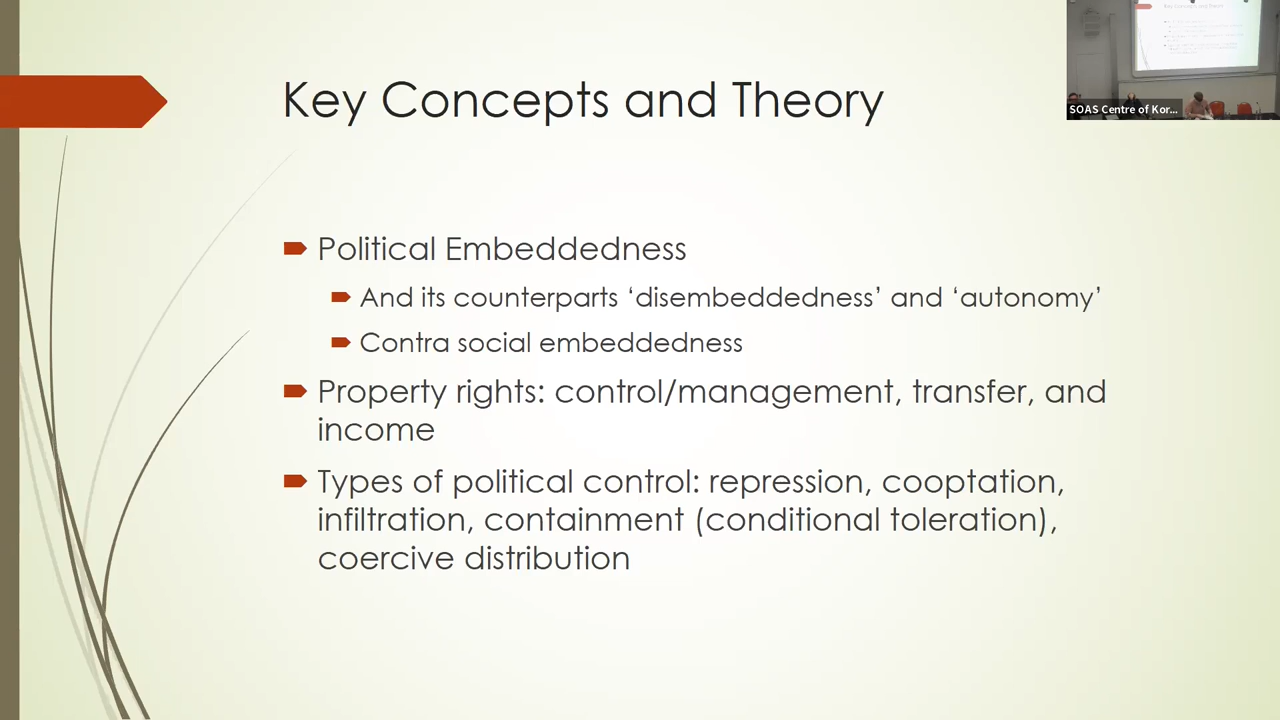 SOAS Centre of Kor...
Key Concepts and Theory
Political Embeddedness
And its counterparts ‘disembeddedness’ and ‘autonomy’
Contra social embeddedness
Property rights: control/management, transfer, and
income
Types of political control: repression, cooptation,
infiltration, containment (conditional toleration),
coercive distribution